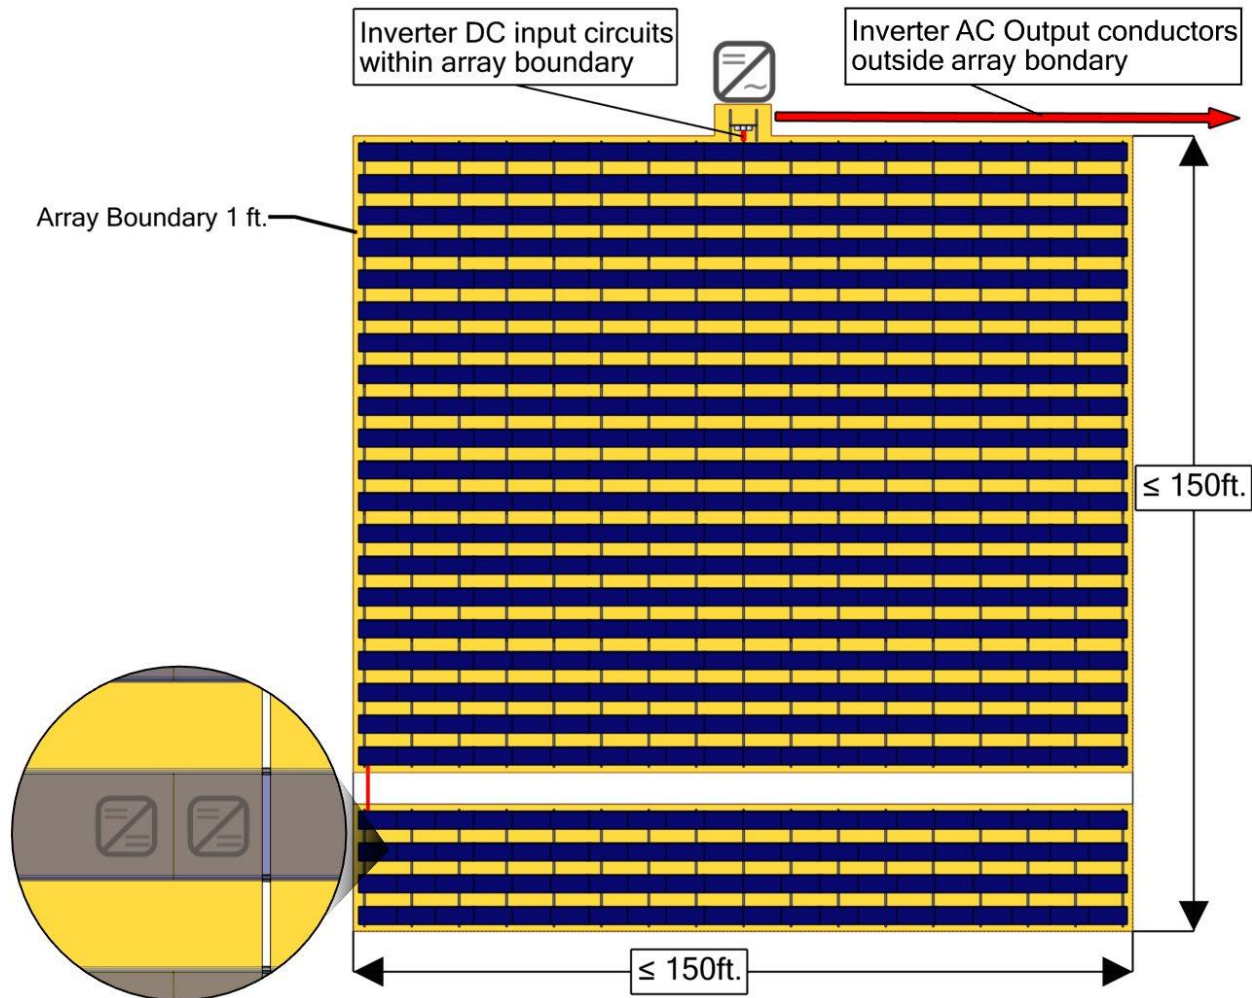 Inverter DC input circuits
within array boundary
Inverter AC Output conductors
outside array bondary
Array Boundary 1 ft.
≤ 150ft.
≤ 150ft.